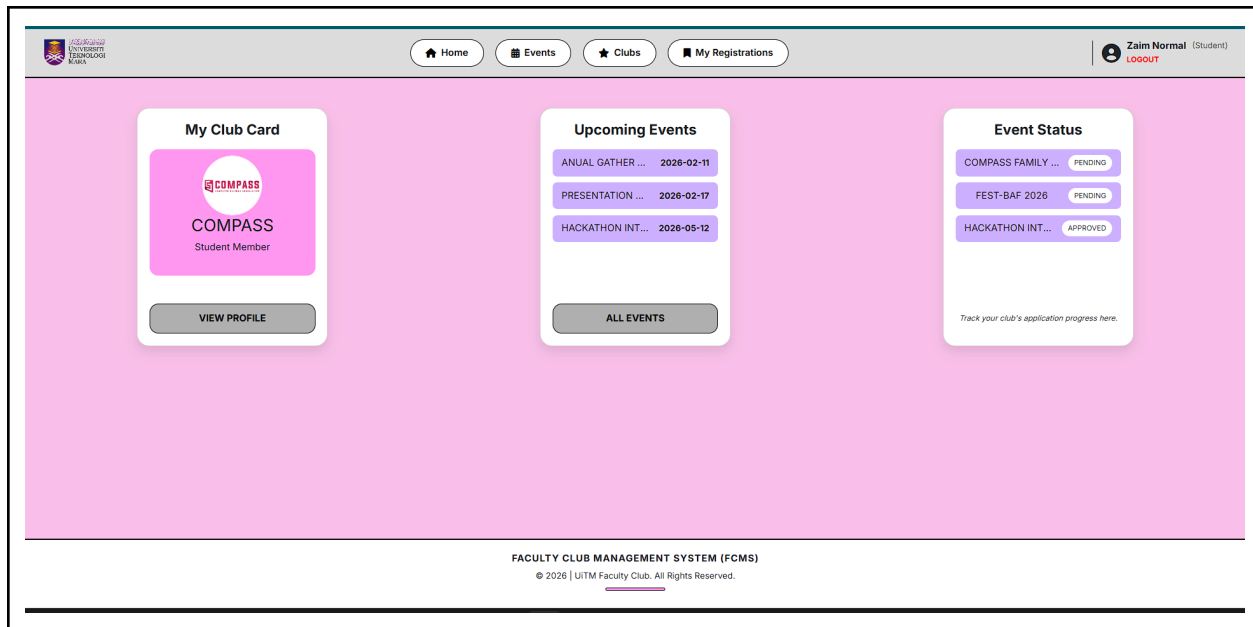 UNIVERSITI
TEKNOLOGI
MARA
Home
Events
Clubs
My Registrations
Zaim Normal (Student)
LOGOUT
My Club Card
COMPASS
COMPASS
Student Member
VIEW PROFILE
Upcoming Events
ANUAL GATHER ... 2026-02-11
PRESENTATION ... 2026-02-17
HACKATHON INT... 2026-05-12
ALL EVENTS
Event Status
COMPASS FAMILY ... PENDING
FEST-BAF 2026 PENDING
HACKATHON INT... APPROVED
Track your club's application progress here.
FACULTY CLUB MANAGEMENT SYSTEM (FCMS)
© 2026 | UiTM Faculty Club. All Rights Reserved.